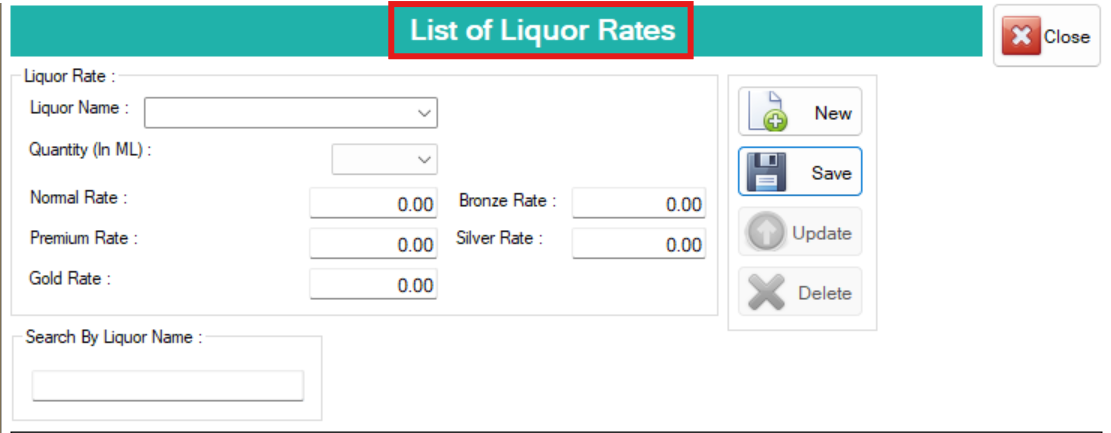 List of Liquor Rates
Close
Liquor Rate :
Liquor Name :
Quantity (In ML) :
Normal Rate : 0.00 Bronze Rate : 0.00
Premium Rate : 0.00 Silver Rate : 0.00
Gold Rate : 0.00
New
Save
Update
Delete
Search By Liquor Name :